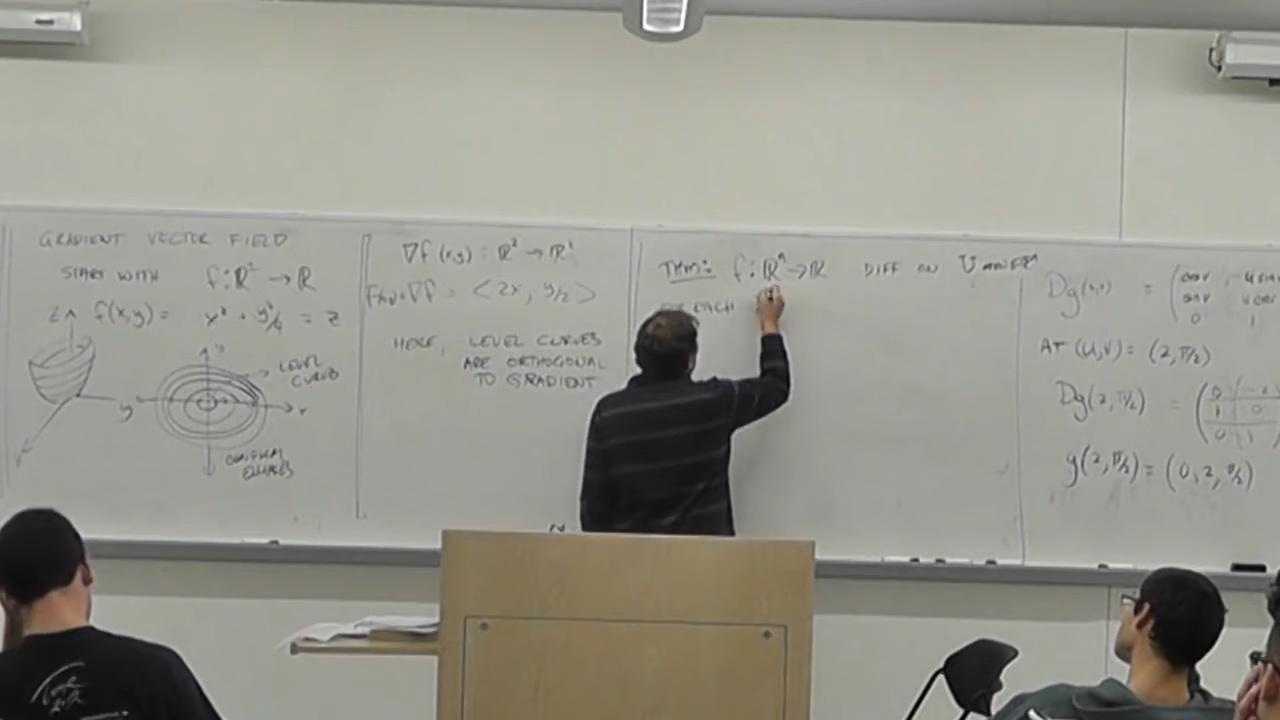 GRADIENT VECTOR FIELD
START WITH f: ℝ² → ℝ
f(x,y) = x² + y²/4 = z
z
y
y
x
LEVEL CURVES
ELLIPSES
∇f (x,y) : ℝ² → ℝ²
∇f = <2x, y/2>
HERE, LEVEL CURVES
ARE ORTHOGONAL
TO GRADIENT
THM: f: ℝⁿ → ℝ DIFF ON U
EACH
Dg(u,v) =
AT (u,v) = (2, π/2)
Dg(2, π/2) =
g(2, π/2) = (0, 2, π/2)